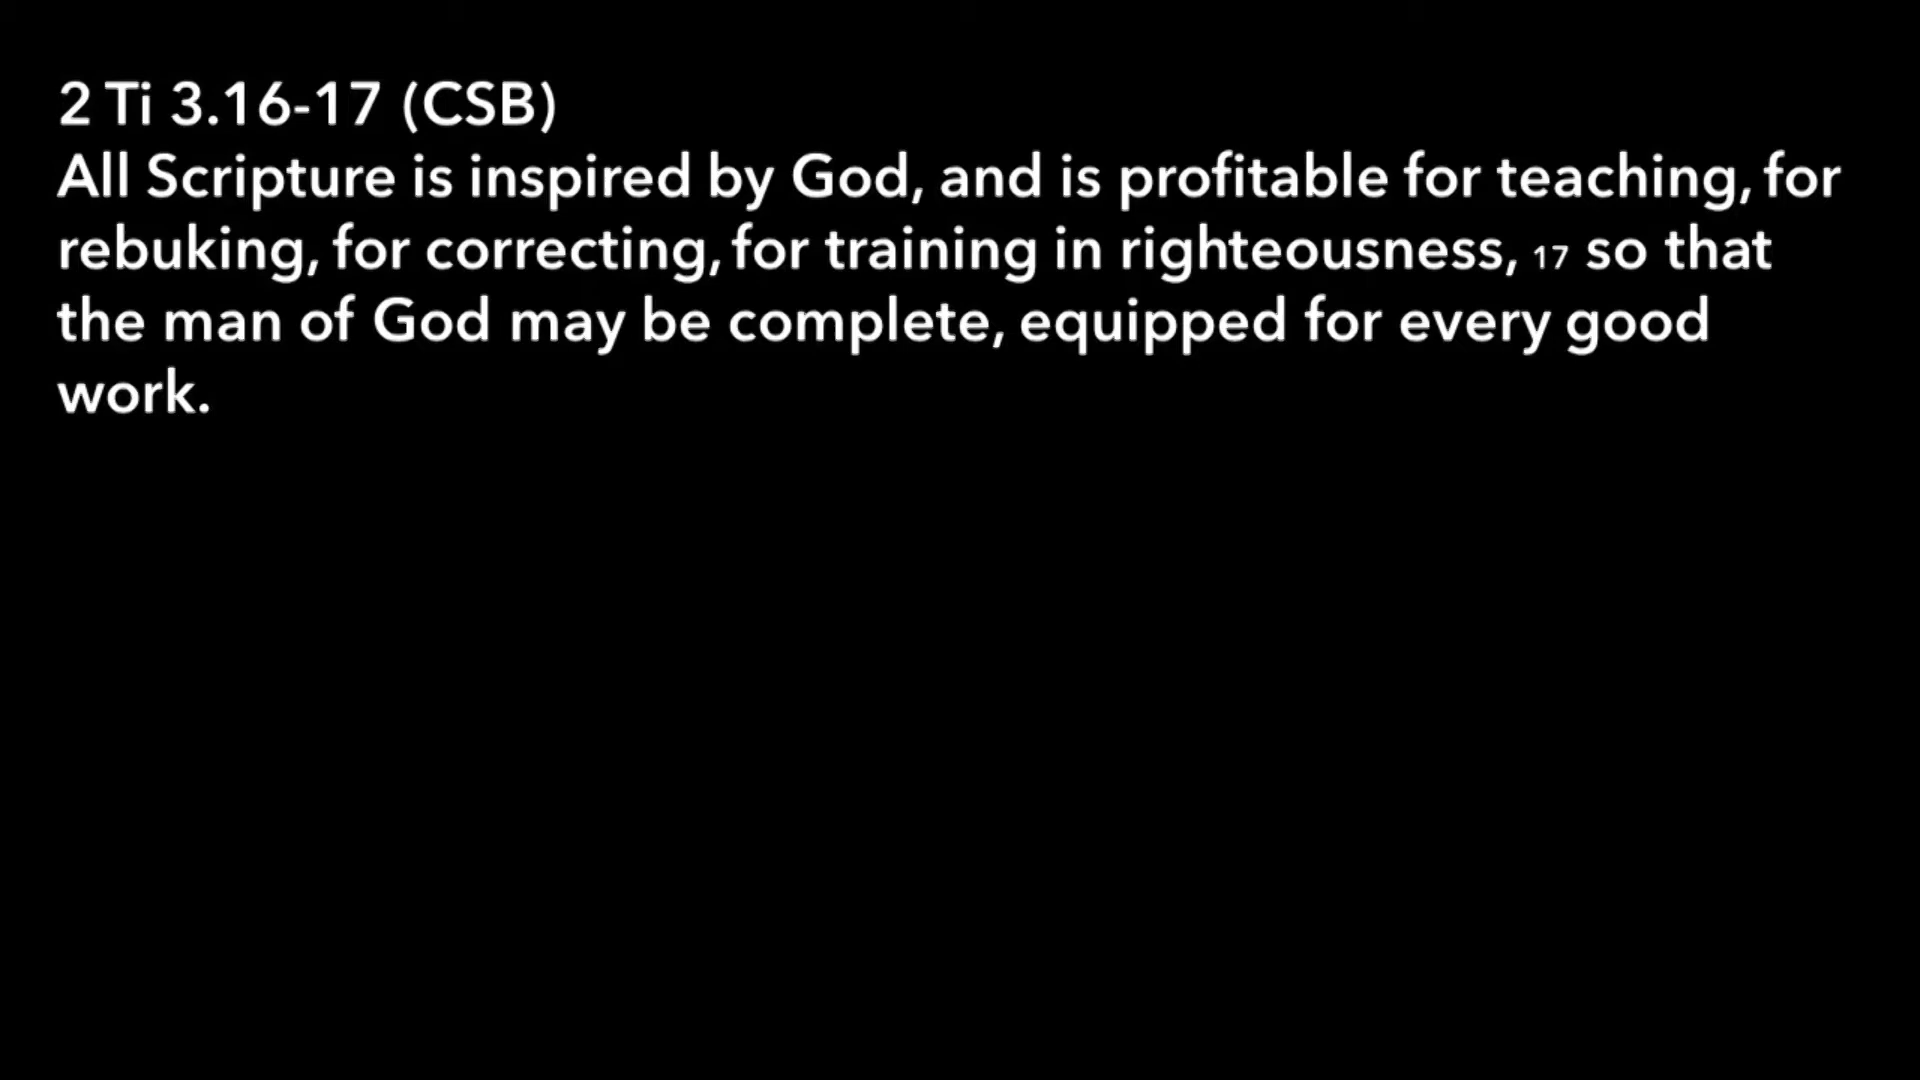 2 Ti 3.16-17 (CSB)
All Scripture is inspired by God, and is profitable for teaching, for
rebuking, for correcting, for training in righteousness, 17 so that
the man of God may be complete, equipped for every good
work.